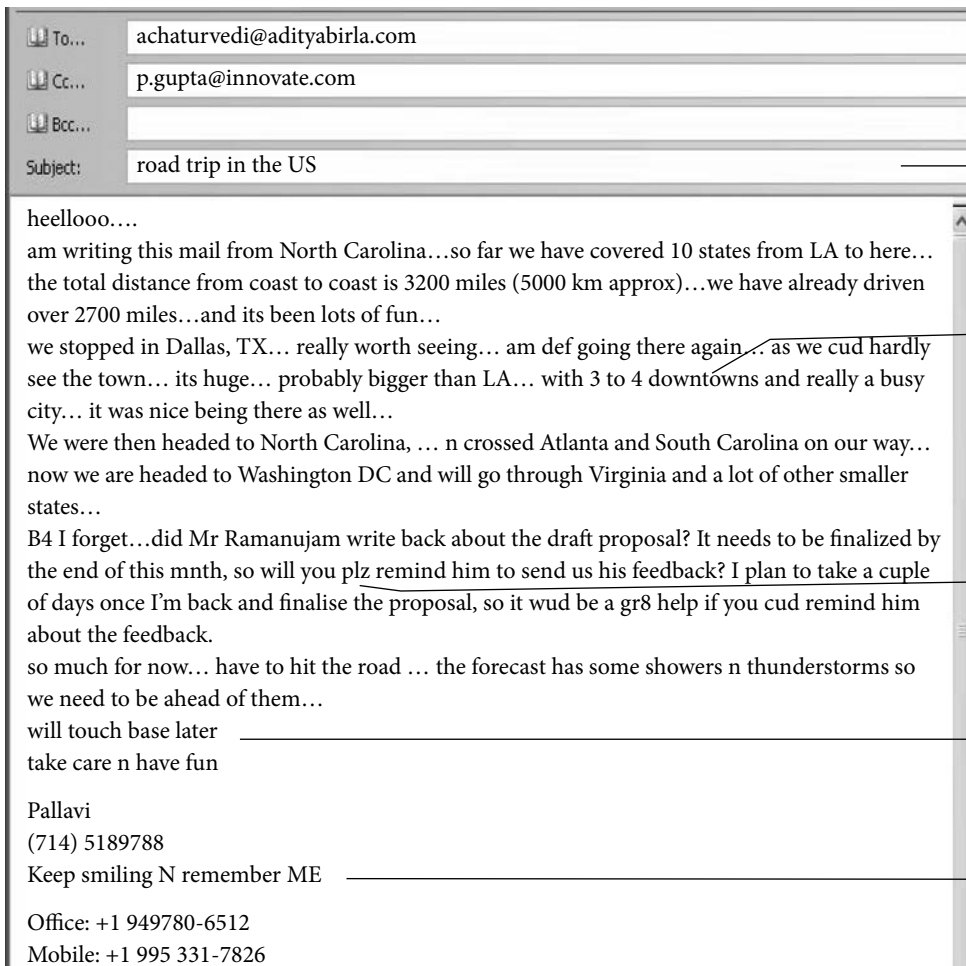 To...
achaturvedi@adityabirla.com
Cc...
p.gupta@innovate.com
Bcc...
Subject:
road trip in the US
heellooo….
am writing this mail from North Carolina…so far we have covered 10 states from LA to here…
the total distance from coast to coast is 3200 miles (5000 km approx)…we have already driven
over 2700 miles…and its been lots of fun…
we stopped in Dallas, TX… really worth seeing… am def going there again… as we cud hardly
see the town… its huge… probably bigger than LA… with 3 to 4 downtowns and really a busy
city… it was nice being there as well…
We were then headed to North Carolina, … n crossed Atlanta and South Carolina on our way…
now we are headed to Washington DC and will go through Virginia and a lot of other smaller
states…
B4 I forget…did Mr Ramanujam write back about the draft proposal? It needs to be finalized by
the end of this mnth, so will you plz remind him to send us his feedback? I plan to take a cuple
of days once I'm back and finalise the proposal, so it wud be a gr8 help if you cud remind him
about the feedback.
so much for now… have to hit the road … the forecast has some showers n thunderstorms so
we need to be ahead of them…
will touch base later
take care n have fun
Pallavi
(714) 5189788
Keep smiling N remember ME
Office: +1 949780-6512
Mobile: +1 995 331-7826